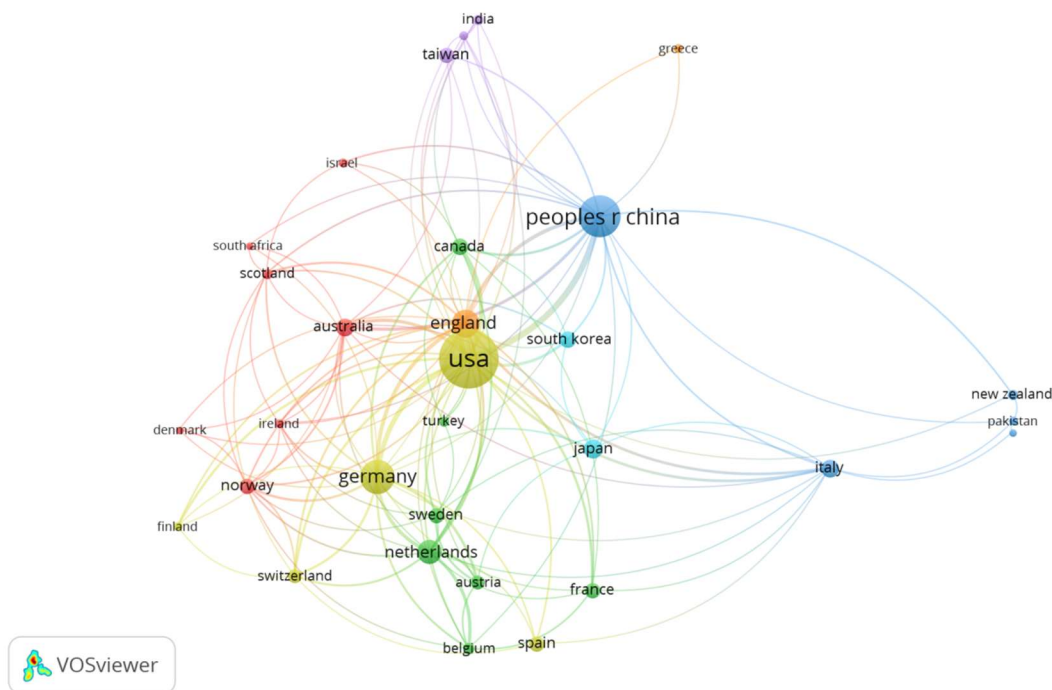 india
taiwan
greece
israel
peoples r china
south africa
canada
scotland
australia
england
south korea
usa
new zealand
turkey
pakistan
denmark
ireland
japan
italy
germany
norway
sweden
finland
netherlands
switzerland
austria
france
belgium
spain
VOSviewer